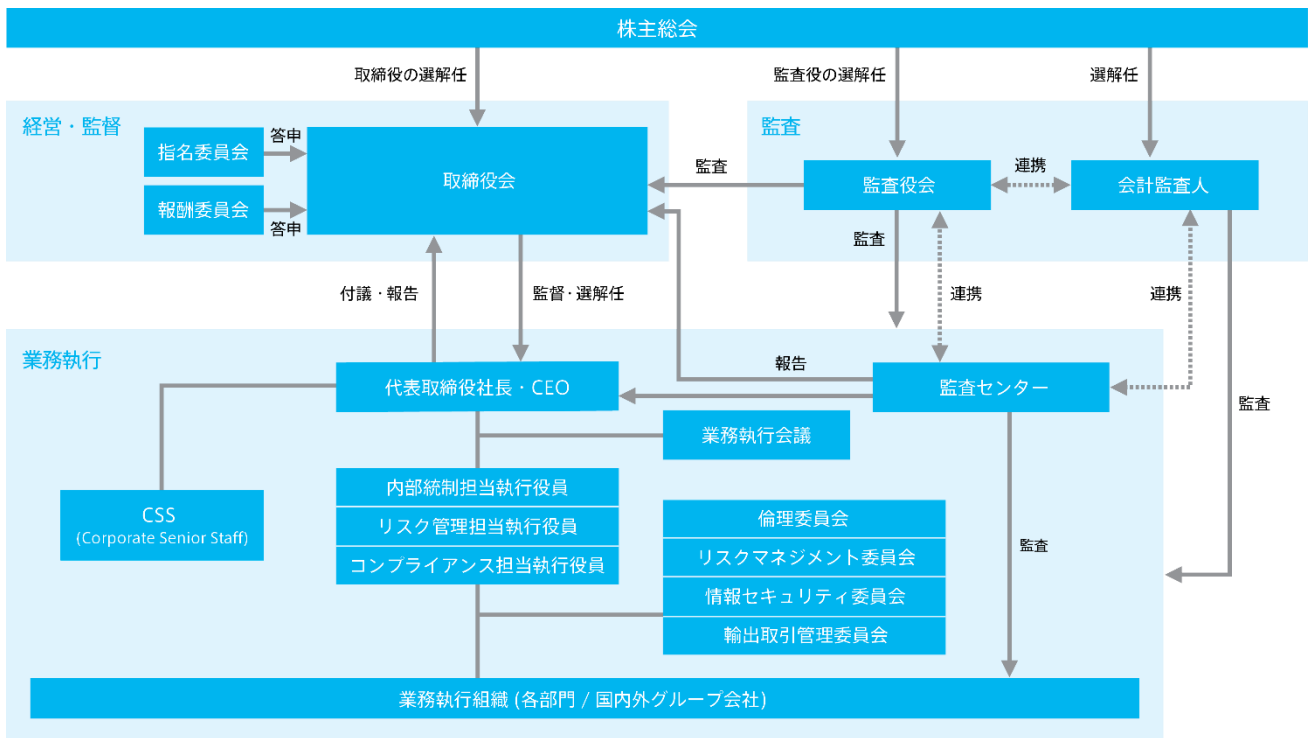 株主総会
取締役の選解任
監査役の選解任
選解任
経営・監督
監査
指名委員会
答申
取締役会
報酬委員会
答申
監査
監査役会
連携
会計監査人
監査
付議・報告
監督・選解任
連携
連携
業務執行
代表取締役社長・CEO
報告
監査センター
監査
業務執行会議
内部統制担当執行役員
リスク管理担当執行役員
コンプライアンス担当執行役員
CSS
(Corporate Senior Staff)
倫理委員会
リスクマネジメント委員会
情報セキュリティ委員会
輸出取引管理委員会
監査
業務執行組織 (各部門 / 国内外グループ会社)